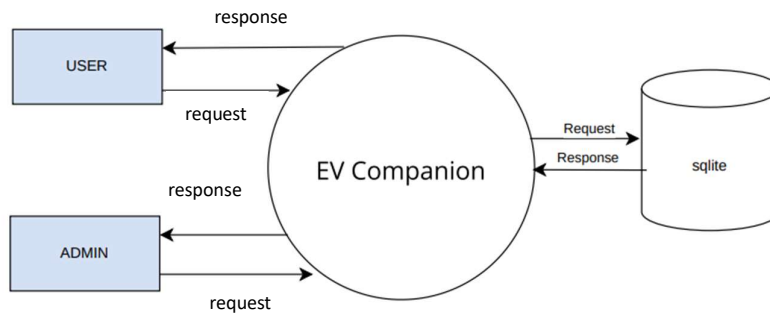 response
USER
request
Request
EV Companion
Response
sqlite
response
ADMIN
request